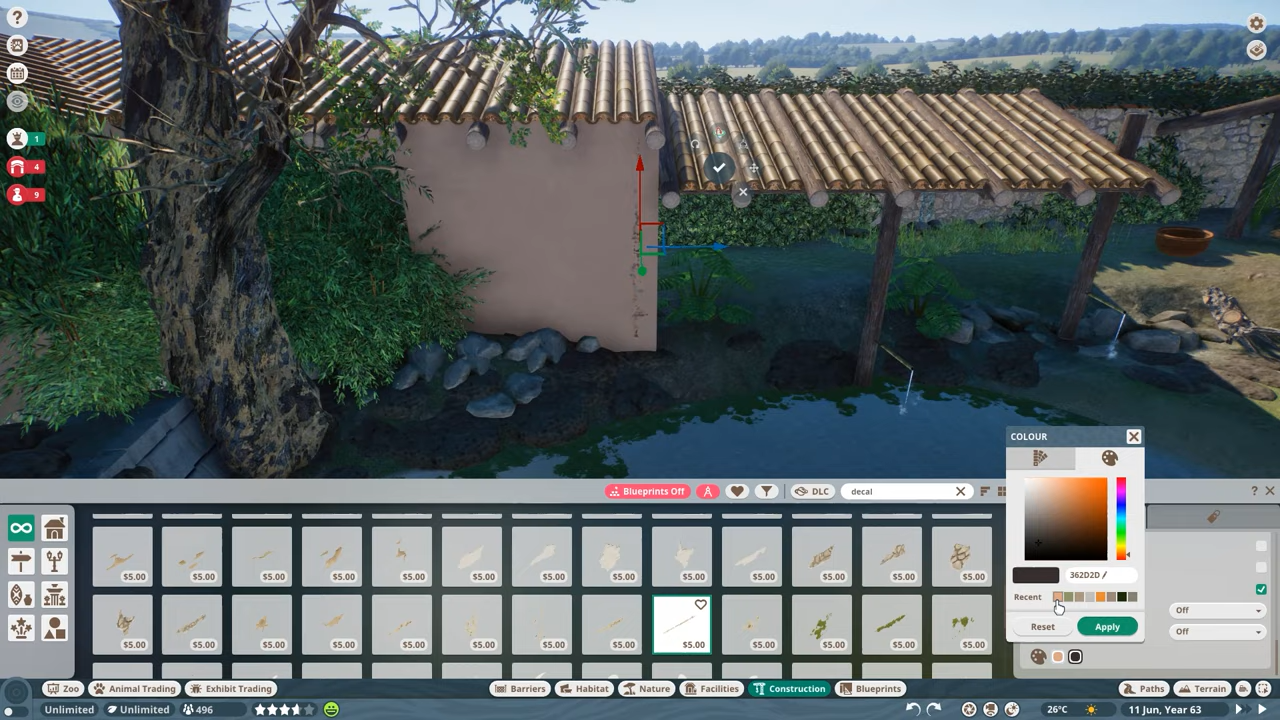 ?
1
4
9
Blueprints Off
DLC
decal
? 
$5.00 $5.00 $5.00 $5.00 $5.00 $5.00 $5.00 $5.00 $5.00 $5.00 $5.00 $5.00 $5.00
$5.00 $5.00 $5.00 $5.00 $5.00 $5.00 $5.00 $5.00 $5.00 $5.00 $5.00 $5.00 $5.00
COLOUR
362D2D
Recent
Reset Apply
Off
Off
Zoo Animal Trading Exhibit Trading Barriers Habitat Nature Facilities Construction Blueprints Paths Terrain
Unlimited Unlimited 496 26°C 11 Jun, Year 63